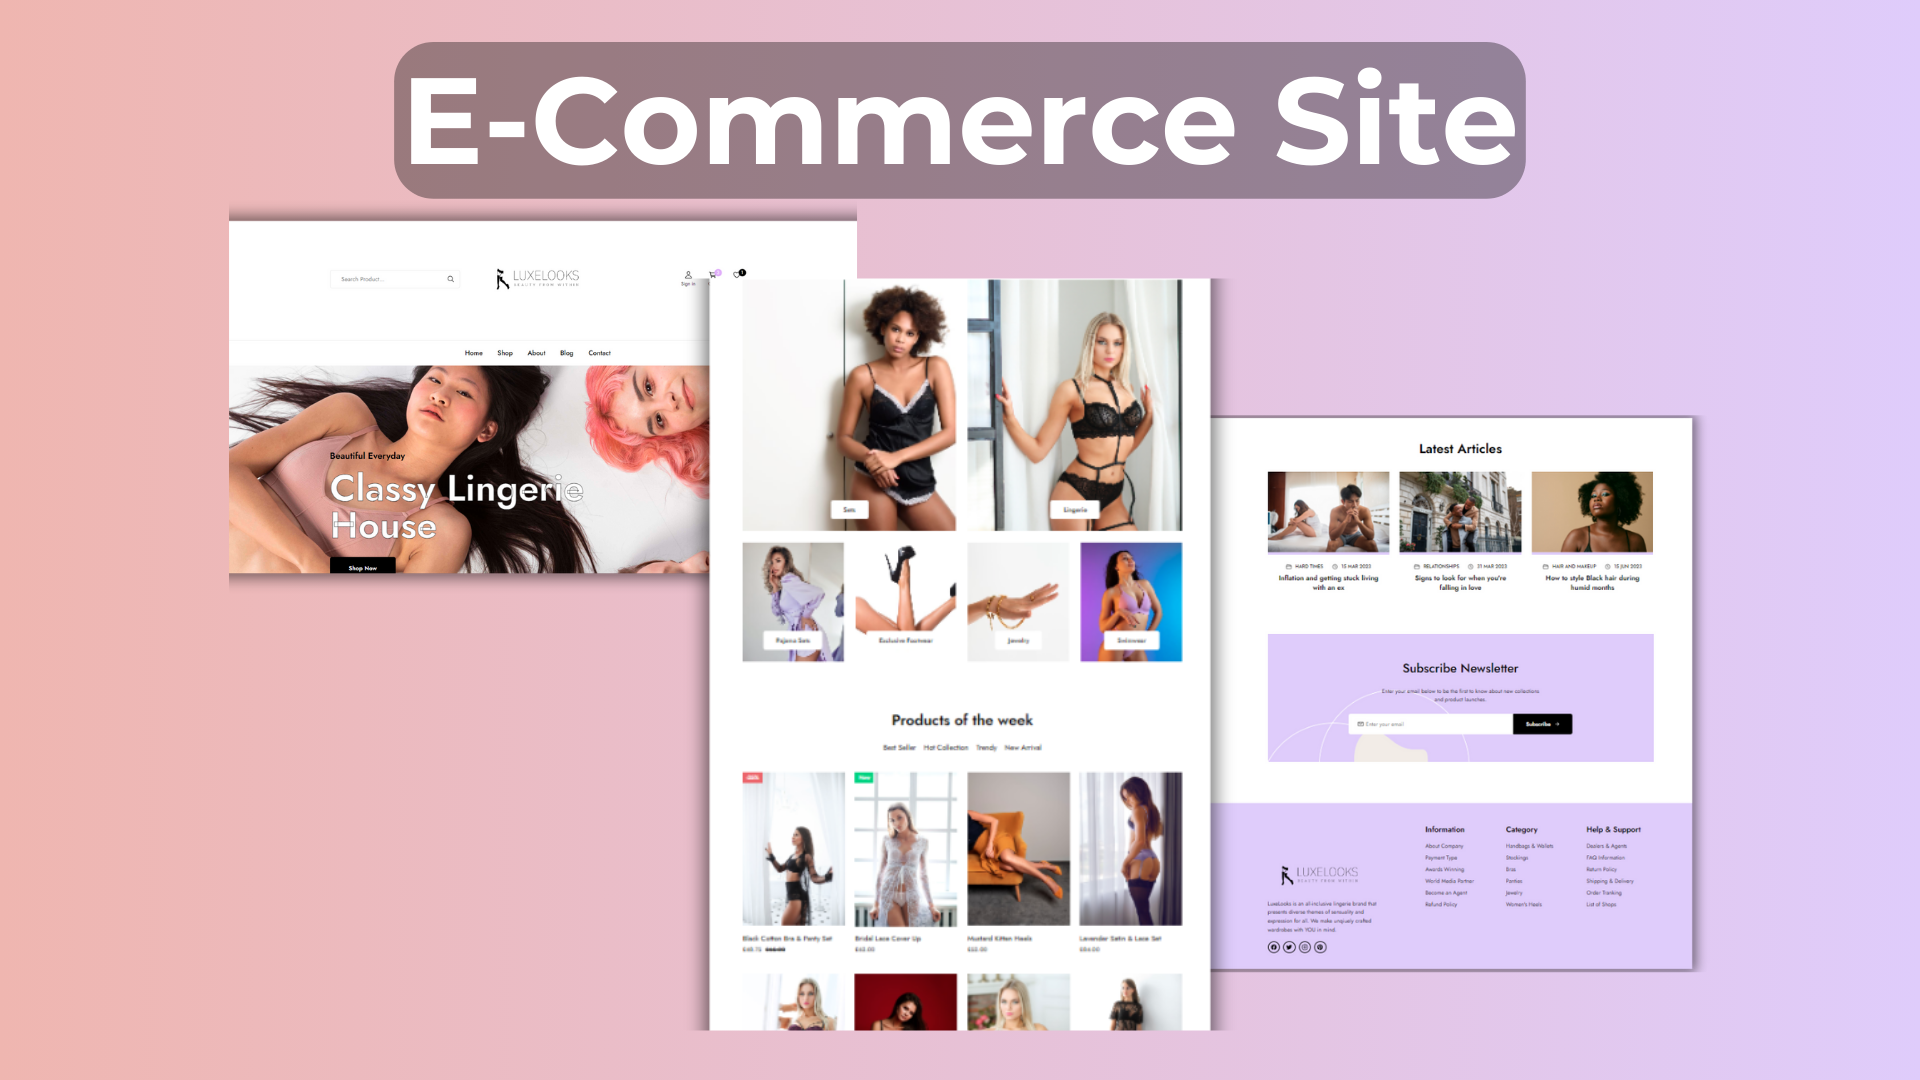 E-Commerce Site
Search Product...
LUXELOOKS
BEAUTY FROM WITHIN
Sign in
Home Shop About Blog Contact
Beautiful Everyday
Classy Lingerie
House
Shop Now
Sets
Lingerie
Pajama Sets
Exclusive Footwear
Jewelry
Swimwear
Products of the week
Best Seller Hot Collection Trendy New Arrival
New
Black Cotton Bra & Panty Set
Bridal Lace Cover Up
Mustard Kitten Heels
Lavender Satin & Lace Set
Latest Articles
HARD TIMES 15 MAR 2023
Inflation and getting stuck living
with an ex
RELATIONSHIPS 31 MAR 2023
Signs to look for when you're
falling in love
HAIR AND MAKEUP 15 JUN 2023
How to style Black hair during
humid months
Subscribe Newsletter
Enter your email below to be the first to know about new collections
and product launches.
Enter your email
Subscribe
LUXELOOKS
BEAUTY FROM WITHIN
LuxeLooks is an all-inclusive lingerie brand that
presents diverse themes of sensuality and
expression for all. We make uniquely crafted
wardrobes with YOU in mind.
Information
About Company
Payment Type
Awards Winning
World Media Partner
Become an Agent
Refund Policy
Category
Handbags & Wallets
Stockings
Bras
Panties
Jewelry
Women's Heels
Help & Support
Dealers & Agents
FAQ Information
Return Policy
Shipping & Delivery
Order Tracking
List of Shops